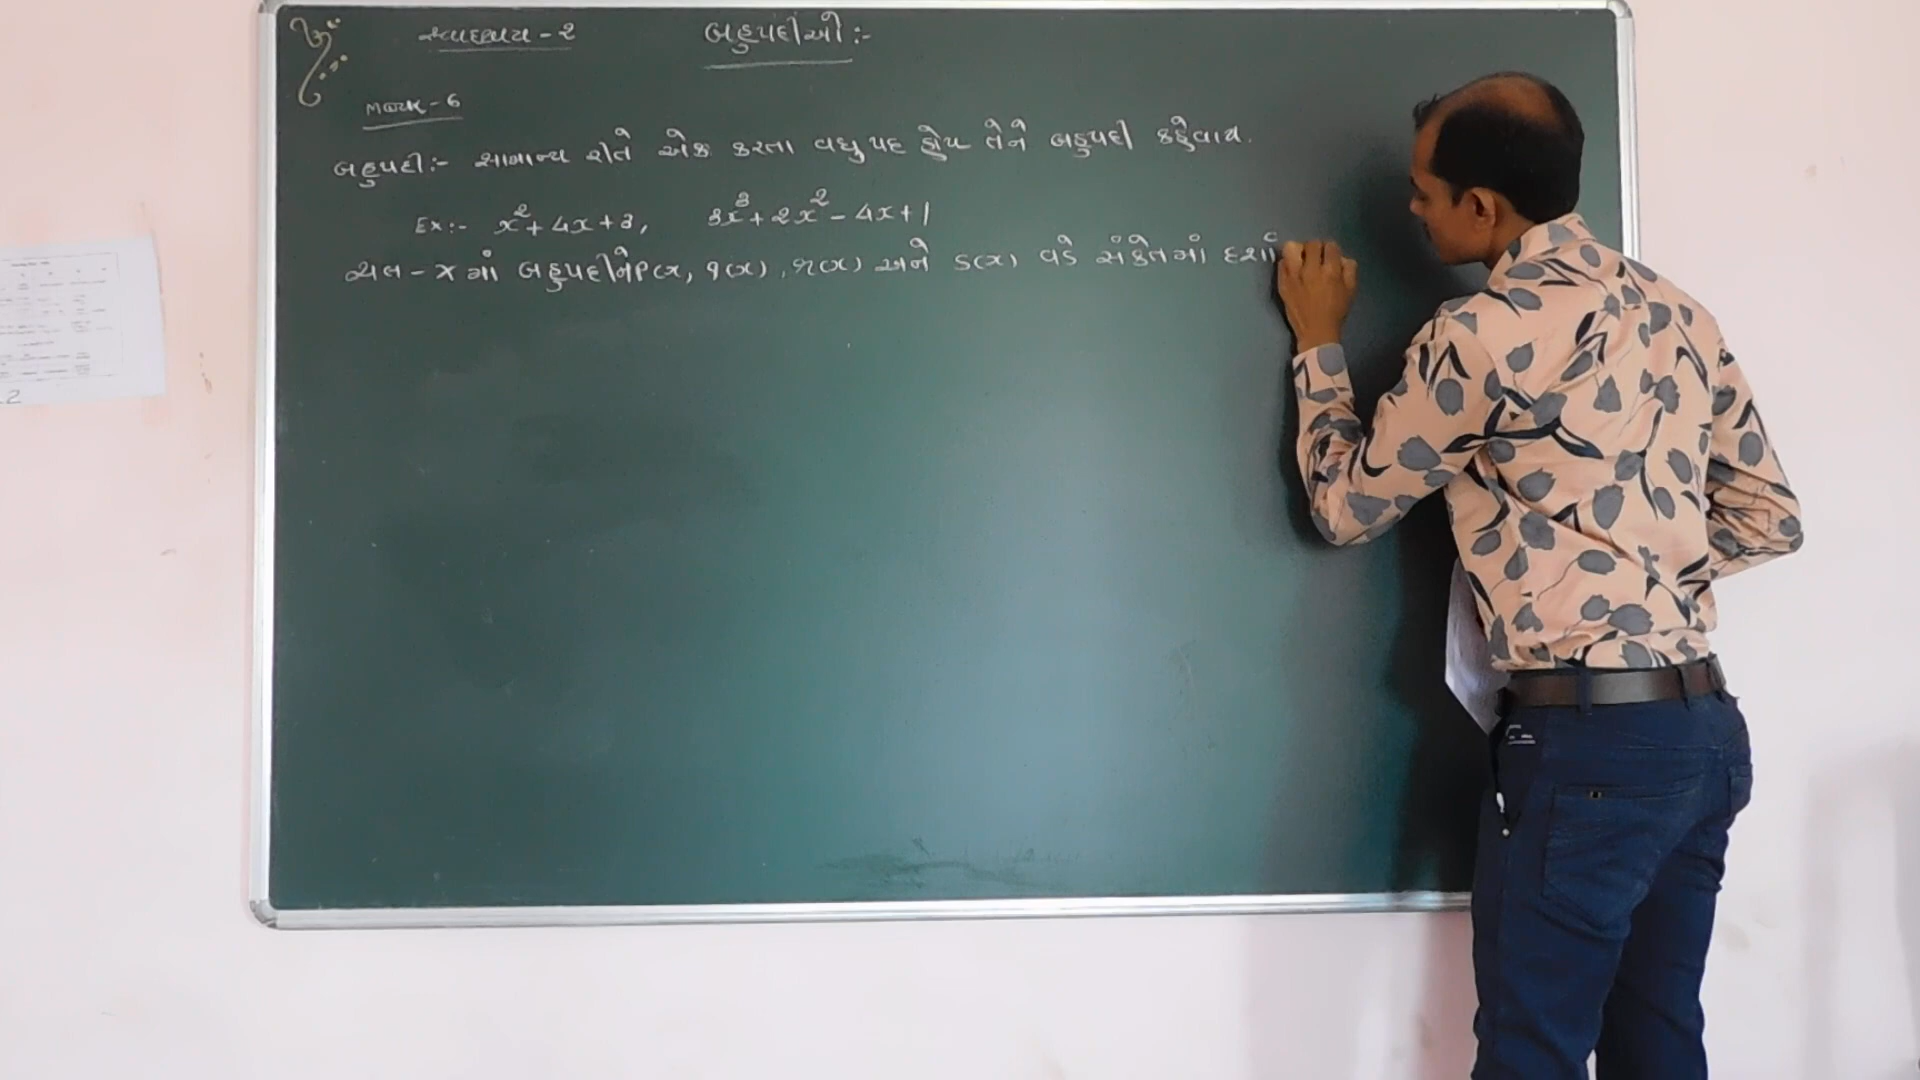 સ્વાધ્યાય - ૨ બહુપદીઓ :-
માર્ક - 6
બહુપદી :- સામાન્ય રીતે એક કરતા વધુ પદ હોય તેને બહુપદી કહેવાય.
Ex:- x² + 4x + 3, 3x³ + 2x² - 4x + 1
ચલ - x માં બહુપદીને P(x), q(x), r(x) અને s(x) વડે સંકેતમાં દર્શા